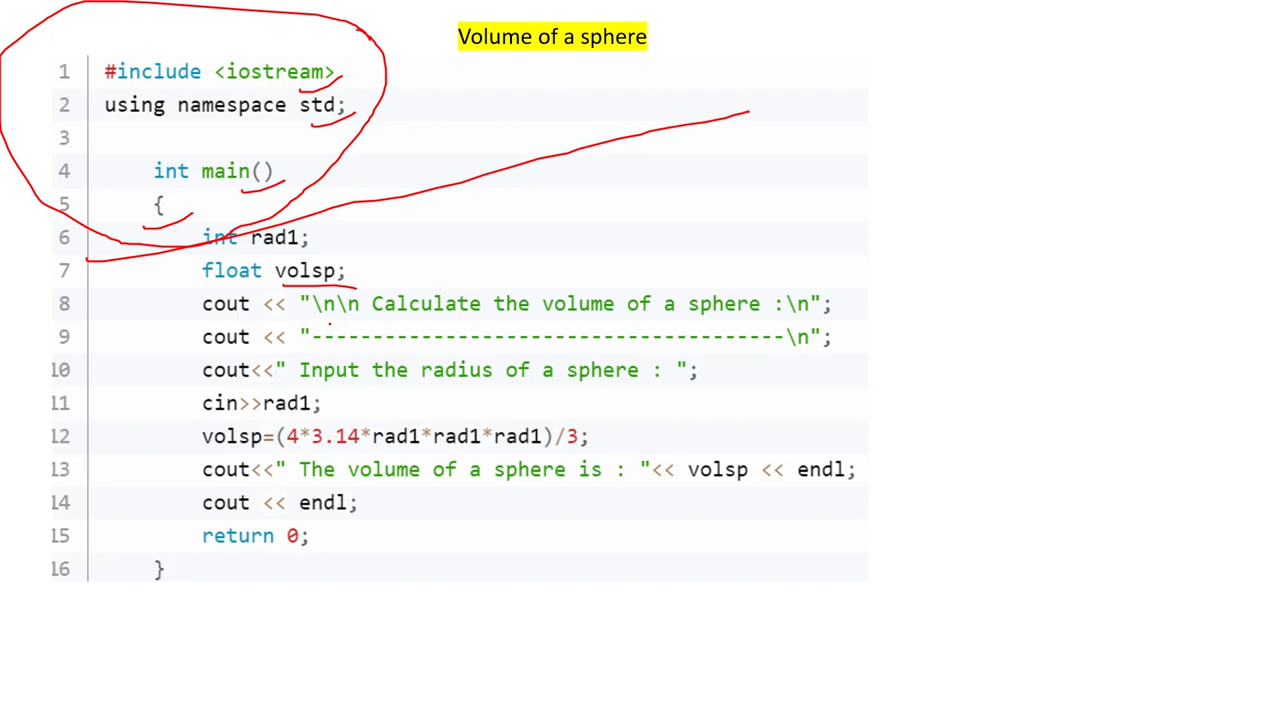 Volume of a sphere
1 #include <iostream>
2 using namespace std;
3
4 int main()
5 {
6 int rad1;
7 float volsp;
8 cout << "\n\n Calculate the volume of a sphere :\n";
9 cout << "---------------------------------------\n";
10 cout<<" Input the radius of a sphere : ";
11 cin>>rad1;
12 volsp=(4*3.14*rad1*rad1*rad1)/3;
13 cout<<" The volume of a sphere is : "<< volsp << endl;
14 cout << endl;
15 return 0;
16 }